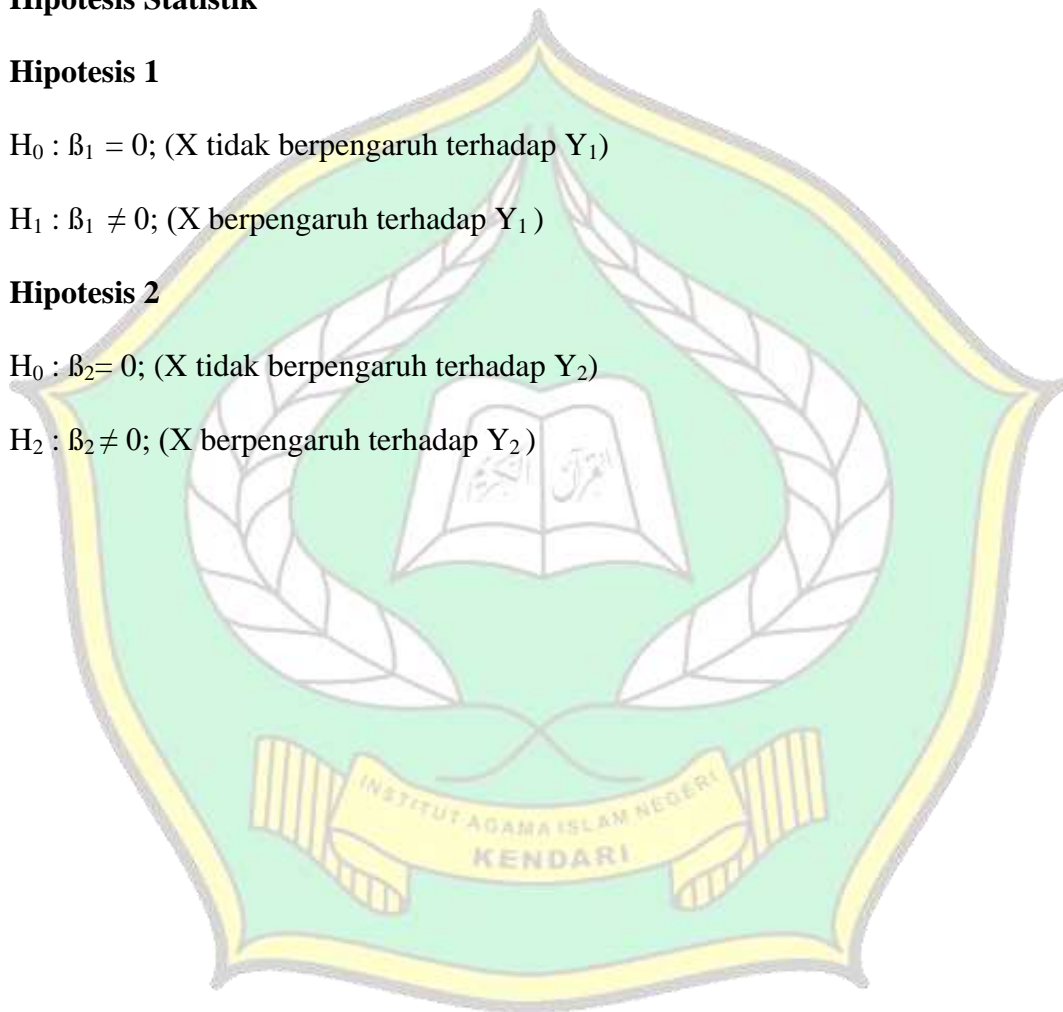 Hipotesis Statistik
Hipotesis 1
H₀ : ß₁ = 0; (X tidak berpengaruh terhadap Y₁)
H₁ : ß₁ ≠ 0; (X berpengaruh terhadap Y₁ )
Hipotesis 2
H₀ : ß₂= 0; (X tidak berpengaruh terhadap Y₂)
H₂ : ß₂ ≠ 0; (X berpengaruh terhadap Y₂ )
INSTITUT AGAMA ISLAM NEGERI
KENDARI